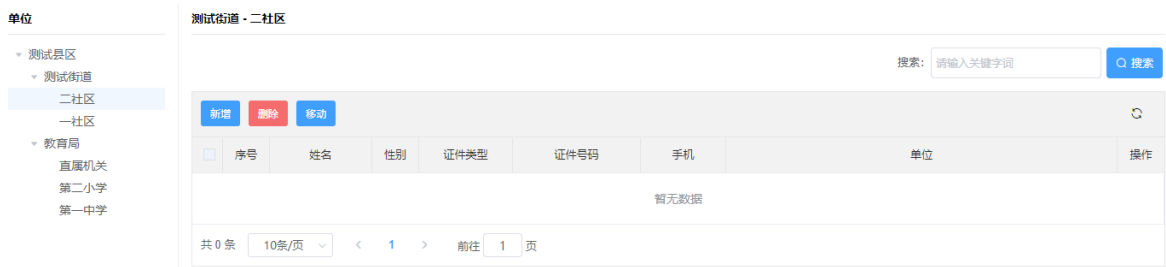 单位
测试县区
测试街道
二社区
一社区
教育局
直属机关
第二小学
第一中学
测试街道 - 二社区
搜索: 请输入关键字词 搜索
新增 删除 移动
序号 姓名 性别 证件类型 证件号码 手机 单位 操作
暂无数据
共 0 条 10条/页 1 前往 1 页